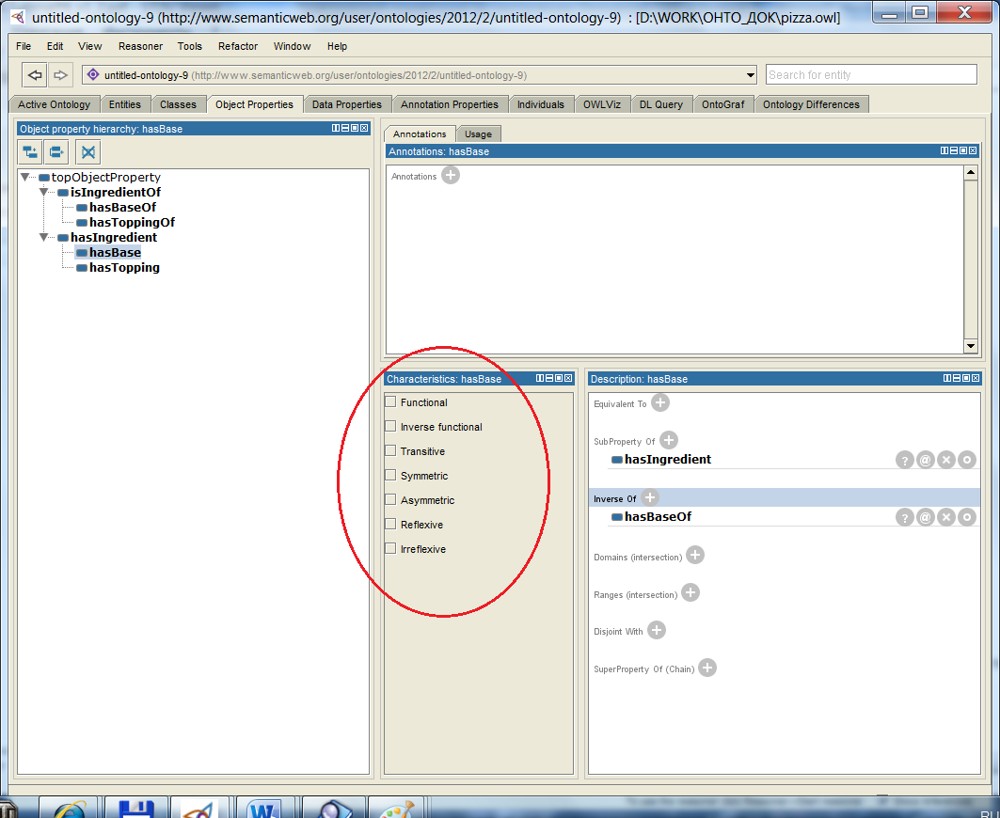 untitled-ontology-9 (http://www.semanticweb.org/user/ontologies/2012/2/untitled-ontology-9) : [D:\WORK\ОНТО_ДОК\pizza.owl]
File Edit View Reasoner Tools Refactor Window Help
untitled-ontology-9 (http://www.semanticweb.org/user/ontologies/2012/2/untitled-ontology-9)
Search for entity
Active Ontology Entities Classes Object Properties Data Properties Annotation Properties Individuals OWLViz DL Query OntoGraf Ontology Differences
Object property hierarchy: hasBase
topObjectProperty
isIngredientOf
hasBaseOf
hasToppingOf
hasIngredient
hasBase
hasTopping
Annotations Usage
Annotations: hasBase
Annotations
Characteristics: hasBase
Functional
Inverse functional
Transitive
Symmetric
Asymmetric
Reflexive
Irreflexive
Description: hasBase
Equivalent To
SubProperty Of
hasIngredient
Inverse Of
hasBaseOf
Domains (intersection)
Ranges (intersection)
Disjoint With
SuperProperty Of (Chain)
RU